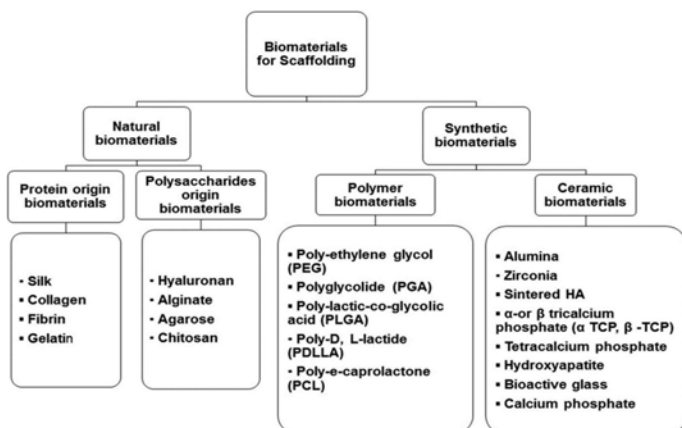 Biomaterials
for Scaffolding
Natural
biomaterials
Synthetic
biomaterials
Protein origin
biomaterials
Polysaccharides
origin
biomaterials
Polymer
biomaterials
Ceramic
biomaterials
▪ Silk
▪ Collagen
▪ Fibrin
▪ Gelatin
▪ Hyaluronan
▪ Alginate
▪ Agarose
▪ Chitosan
▪ Poly-ethylene glycol
(PEG)
▪ Polyglycolide (PGA)
▪ Poly-lactic-co-glycolic
acid (PLGA)
▪ Poly-D, L-lactide
(PDLLA)
▪ Poly-e-caprolactone
(PCL)
▪ Alumina
▪ Zirconia
▪ Sintered HA
▪ α-or β tricalcium
phosphate (α TCP, β -TCP)
▪ Tetracalcium phosphate
▪ Hydroxyapatite
▪ Bioactive glass
▪ Calcium phosphate